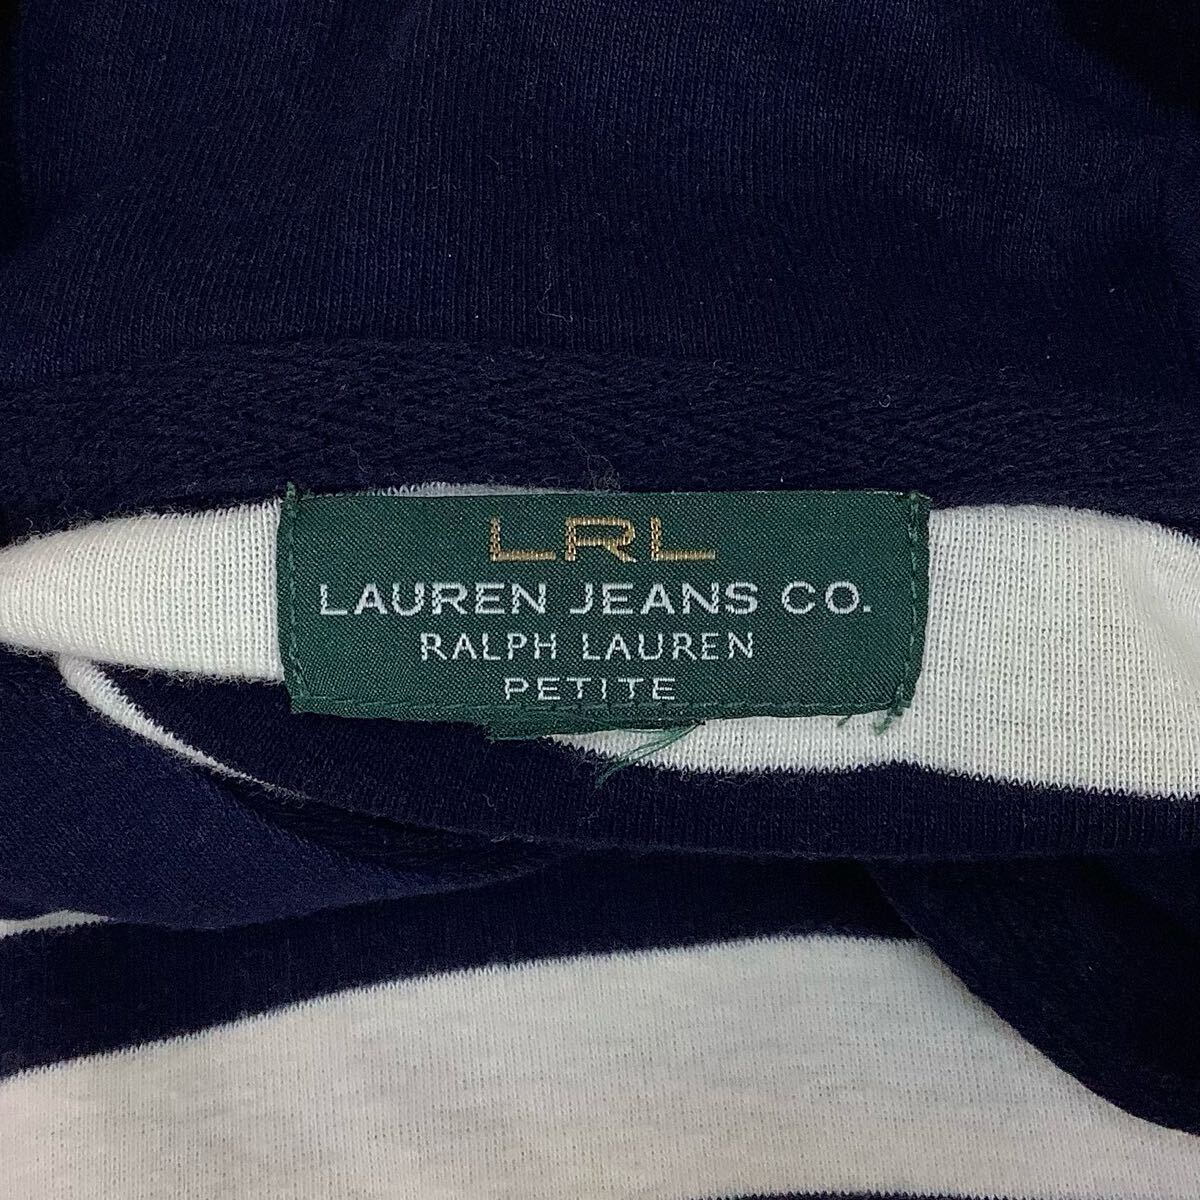 LRL
LAUREN JEANS CO.
RALPH LAUREN
PETITE